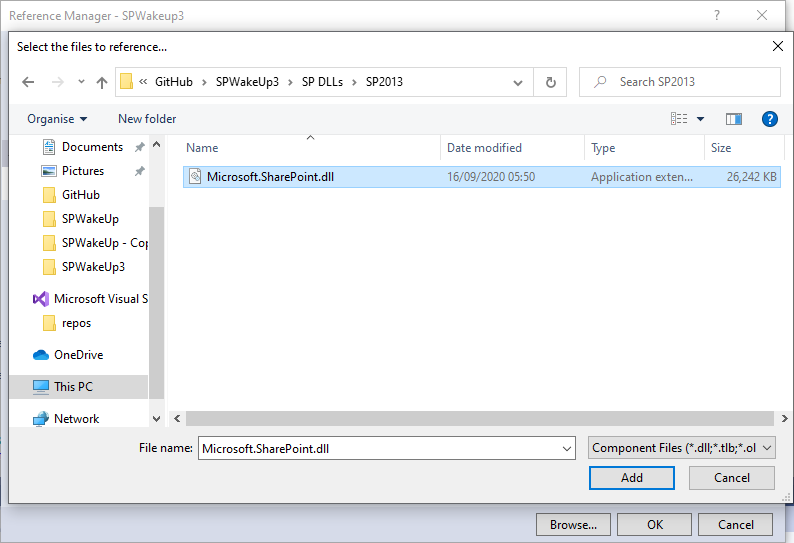 Reference Manager - SPWakeup3
?
Select the files to reference...
« GitHub > SPWakeUp3 > SP DLLs > SP2013
Search SP2013
Organise
New folder
?
Name
Date modified
Type
Size
Documents
Pictures
GitHub
SPWakeUp
SPWakeUp - Cop
SPWakeUp3
Microsoft Visual S
repos
OneDrive
This PC
Network
Microsoft.SharePoint.dll 16/09/2020 05:50 Application exten... 26,242 KB
File name: Microsoft.SharePoint.dll
Component Files (*.dll;*.tlb;*.ol
Add
Cancel
Browse...
OK
Cancel